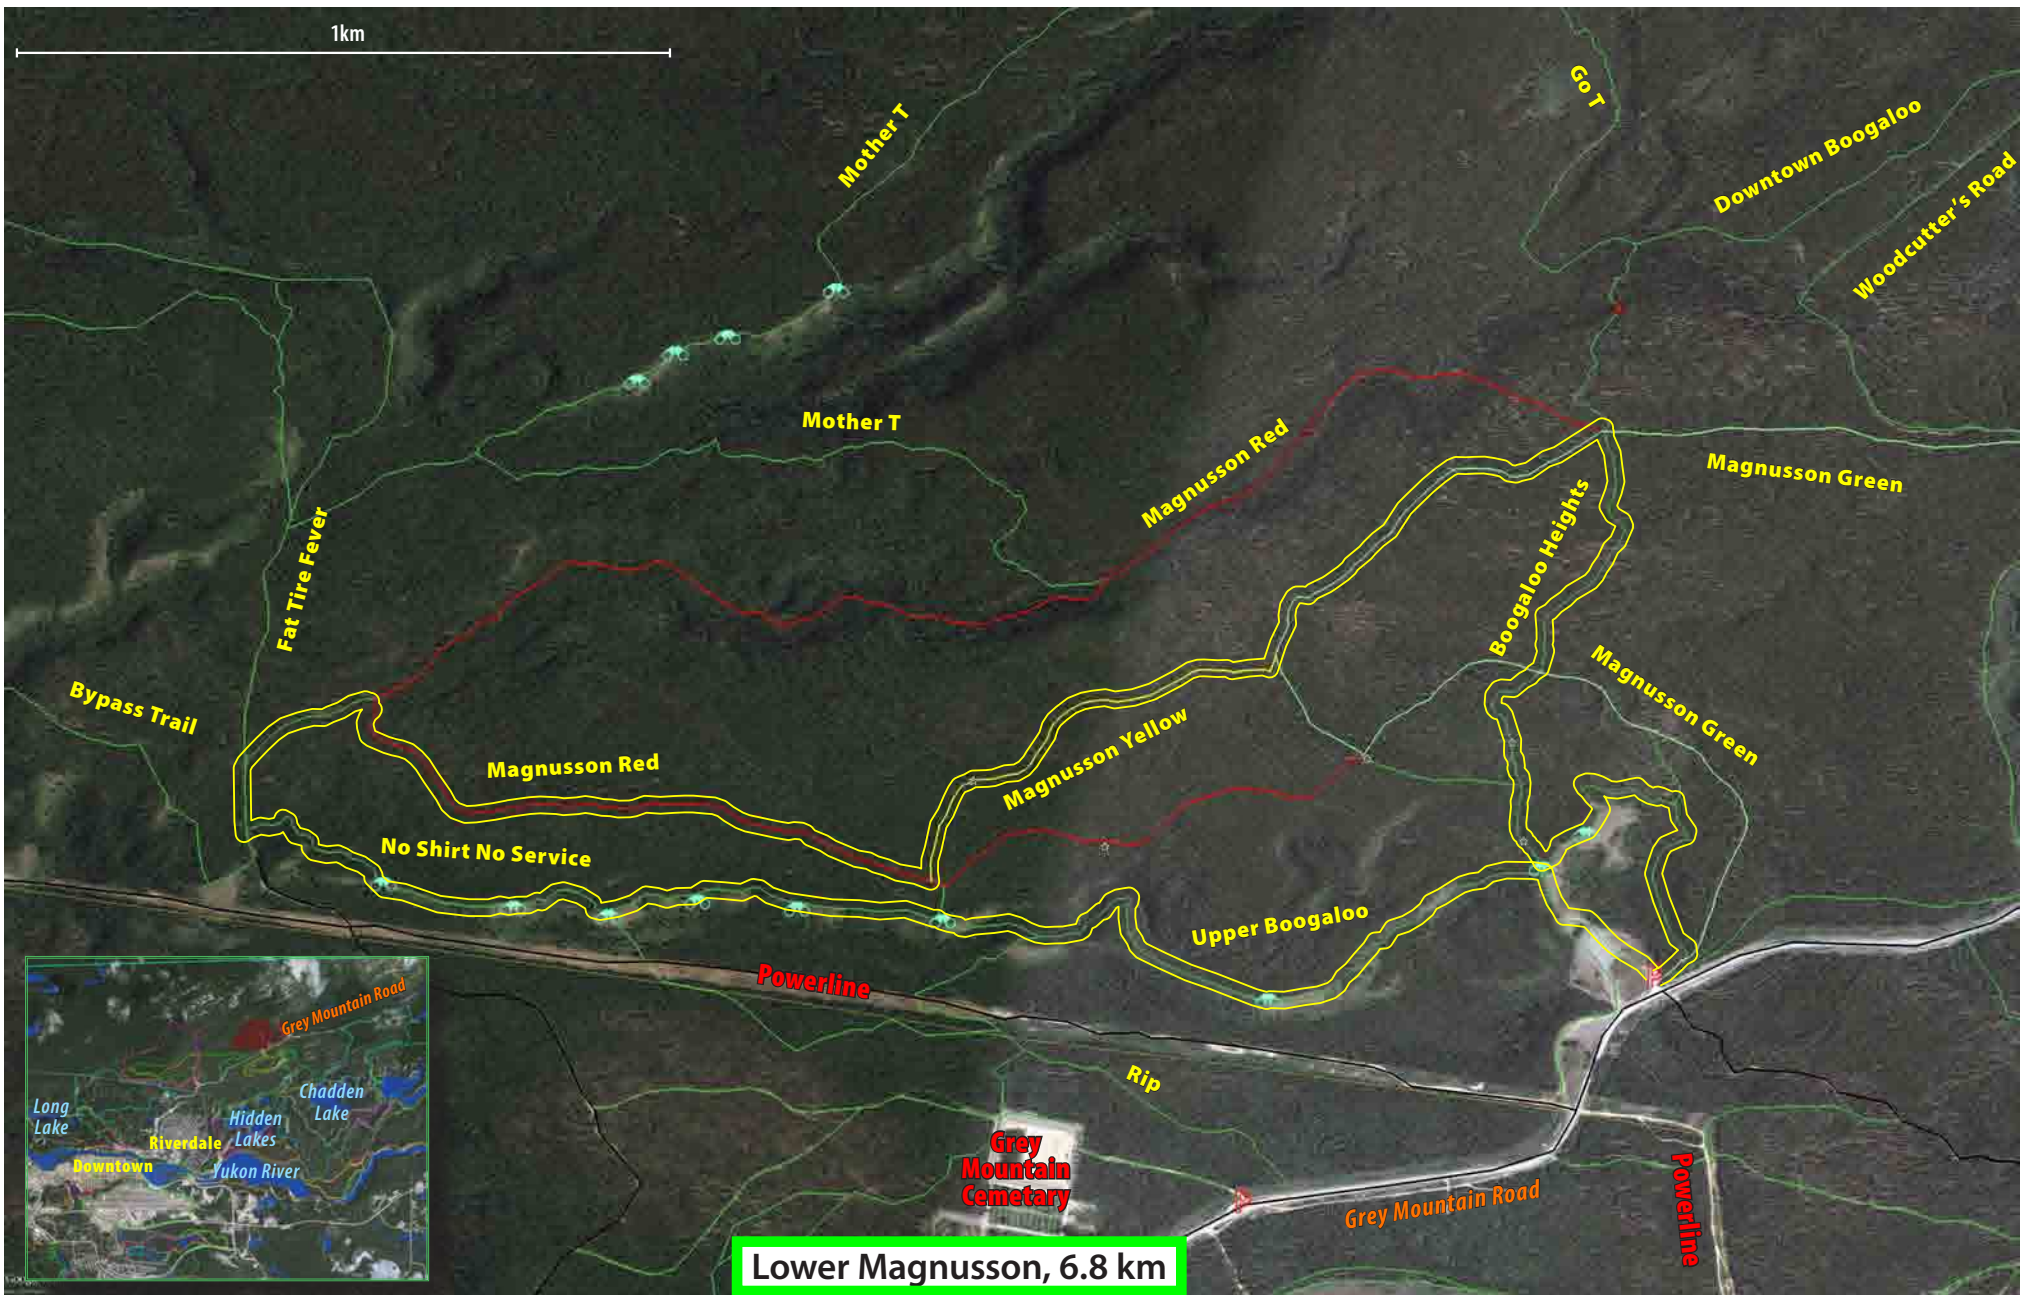 1km
Go T
Mother T
Downtown Boogaloo
Woodcutter's Road
Mother T
Magnusson Red
Magnusson Green
Boogaloo Heights
Fat Tire Fever
Magnusson Green
Bypass Trail
Magnusson Yellow
Magnusson Red
No Shirt No Service
Upper Boogaloo
Powerline
Rip
Grey
Mountain
Cemetary
Grey Mountain Road
Powerline
Grey Mountain Road
Long
Lake
Chadden
Lake
Hidden
Lakes
Riverdale
Downtown
Yukon River
Lower Magnusson, 6.8 km